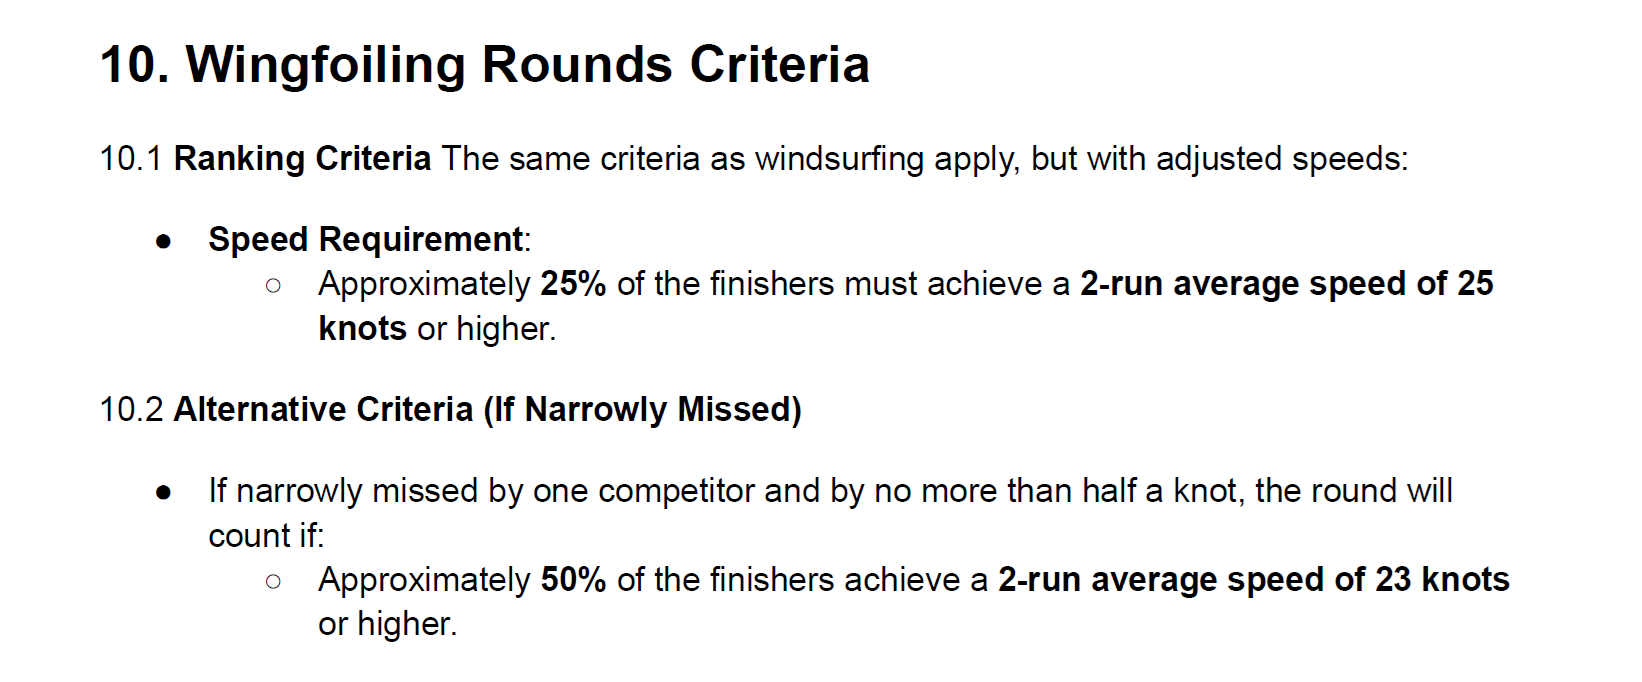 10. Wingfoiling Rounds Criteria
10.1 Ranking Criteria The same criteria as windsurfing apply, but with adjusted speeds:
● Speed Requirement:
○ Approximately 25% of the finishers must achieve a 2-run average speed of 25
knots or higher.
10.2 Alternative Criteria (If Narrowly Missed)
● If narrowly missed by one competitor and by no more than half a knot, the round will
count if:
○ Approximately 50% of the finishers achieve a 2-run average speed of 23 knots
or higher.